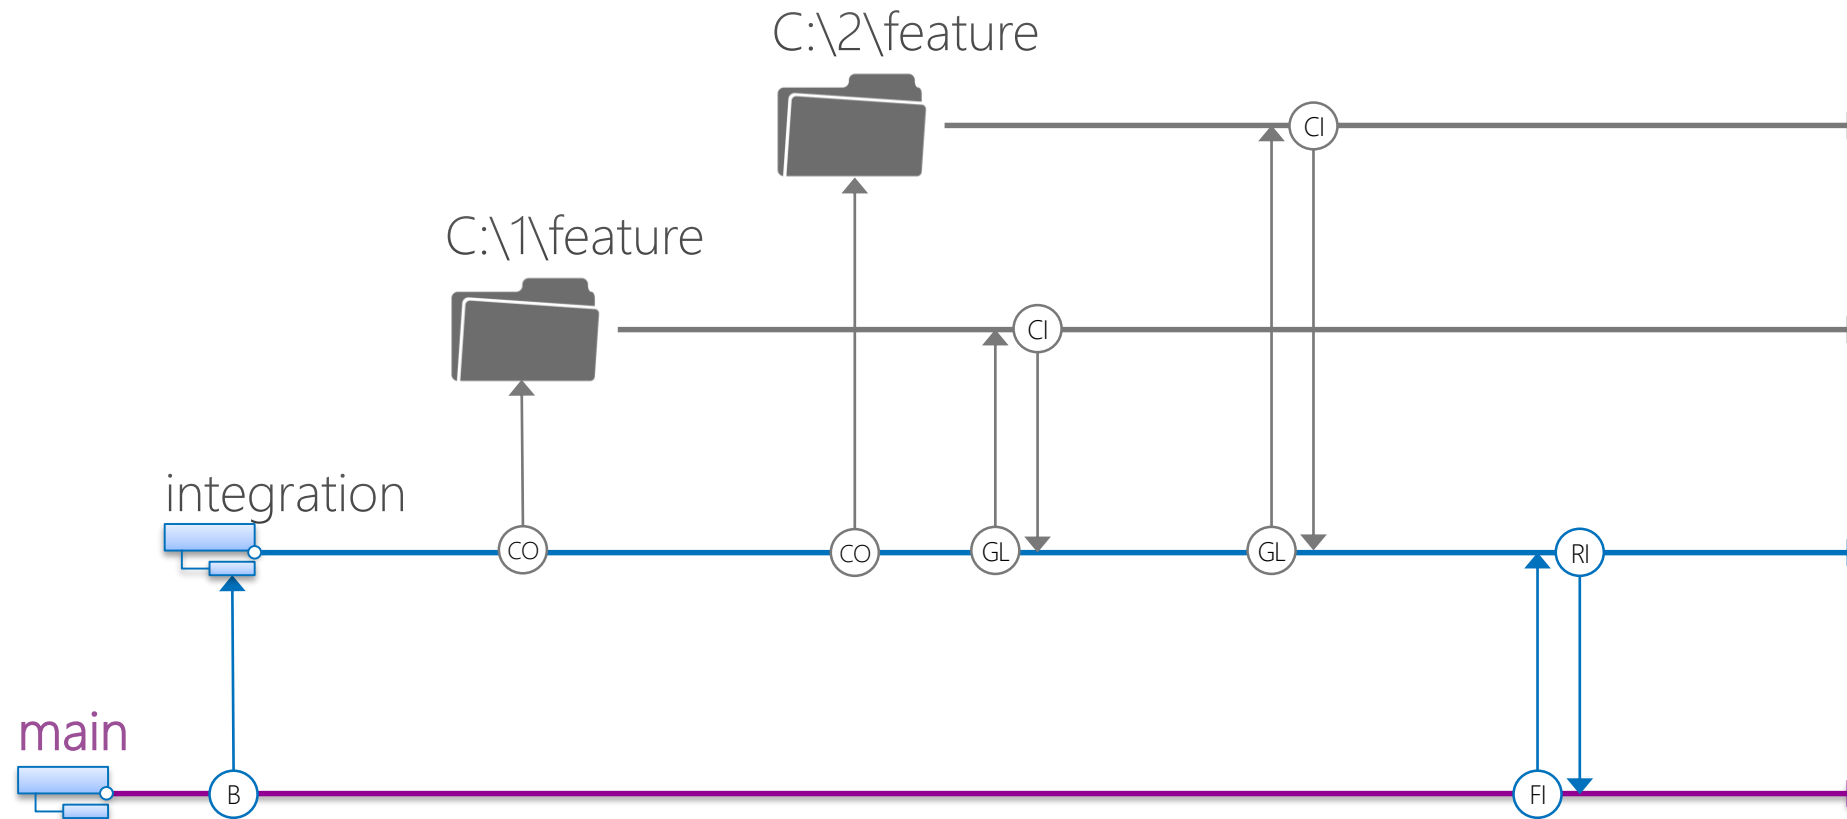 C:\2\feature
CI
C:\1\feature
CI
integration
CO
CO
GL
GL
RI
main
B
FI